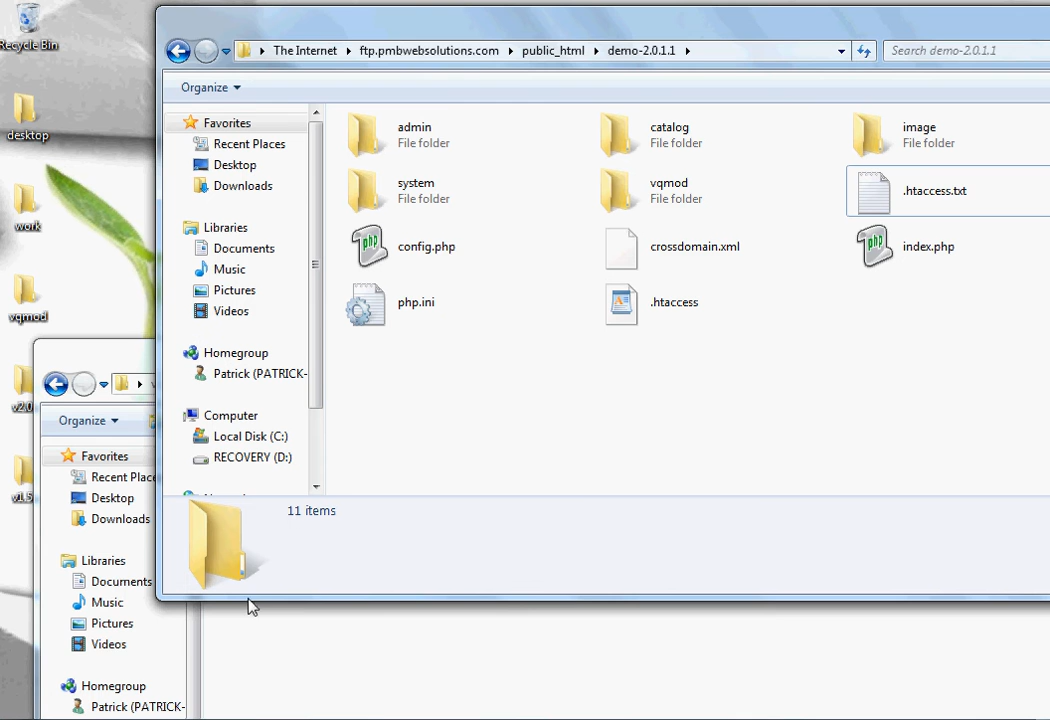 Recycle Bin
desktop
work
vqmod
v2.0
v1.5
The Internet
ftp.pmbwebsolutions.com
public_html
demo-2.0.1.1
Search demo-2.0.1.1
Organize
Favorites
Recent Places
Desktop
Downloads
Libraries
Documents
Music
Pictures
Videos
Homegroup
Patrick (PATRICK-
Computer
Local Disk (C:)
RECOVERY (D:)
admin
File folder
catalog
File folder
image
File folder
system
File folder
vqmod
File folder
.htaccess.txt
php
config.php
crossdomain.xml
php
index.php
php.ini
.htaccess
11 items
Organize
Favorites
Recent Place
Desktop
Downloads
Libraries
Documents
Music
Pictures
Videos
Homegroup
Patrick (PATRICK-